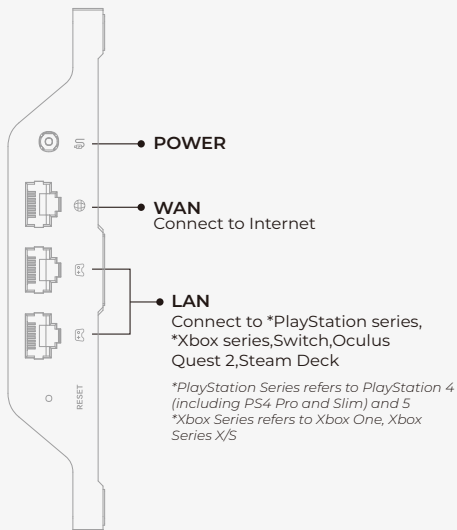 POWER
WAN
Connect to Internet
LAN
Connect to *PlayStation series,
*Xbox series,Switch,Oculus
Quest 2,Steam Deck
*PlayStation Series refers to PlayStation 4
(including PS4 Pro and Slim) and 5
*Xbox Series refers to Xbox One, Xbox
Series X/S
RESET